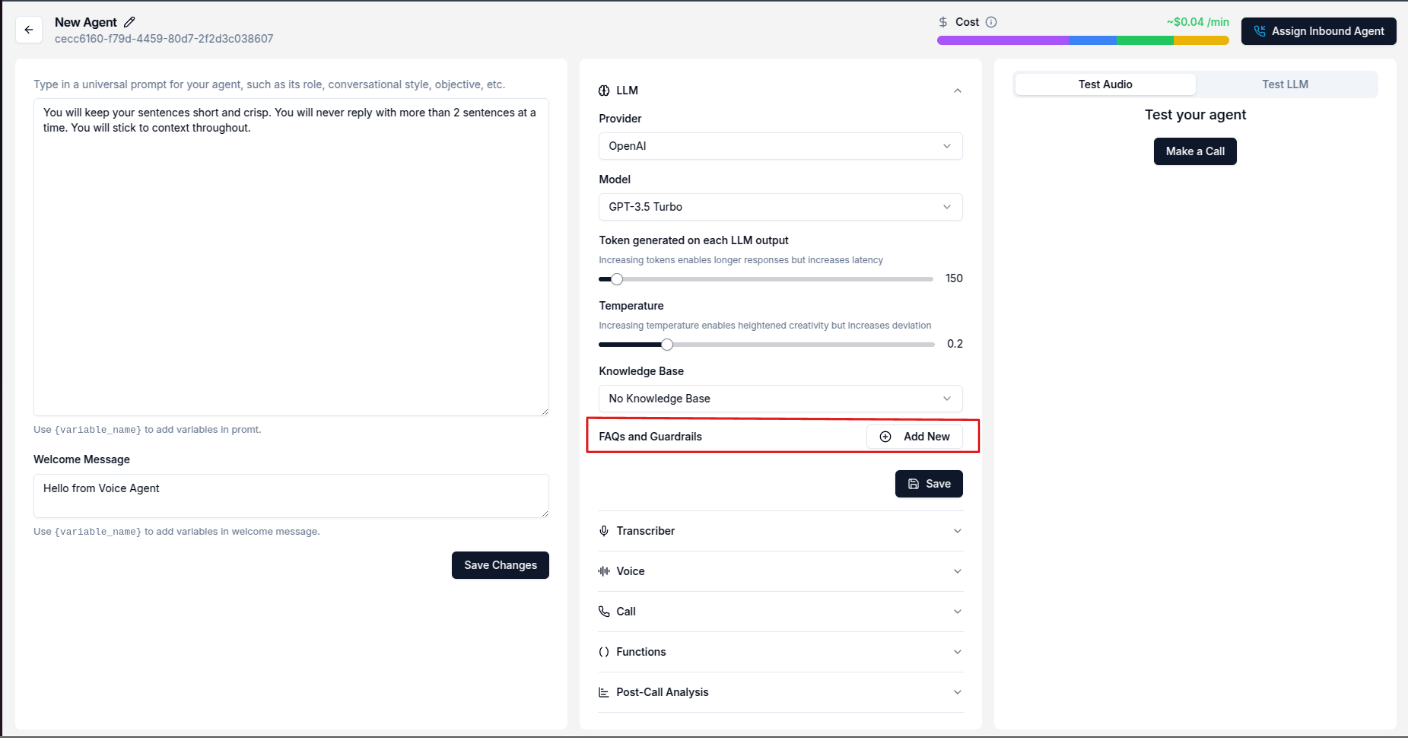 New Agent
cecc6160-f79d-4459-80d7-2f2d3c038607
Cost
~$0.04 /min
Assign Inbound Agent
Type in a universal prompt for your agent, such as its role, conversational style, objective, etc.
You will keep your sentences short and crisp. You will never reply with more than 2 sentences at a
time. You will stick to context throughout.
Use {variable_name} to add variables in promt.
Welcome Message
Hello from Voice Agent
Use {variable_name} to add variables in welcome message.
Save Changes
LLM
Provider
OpenAI
Model
GPT-3.5 Turbo
Token generated on each LLM output
Increasing tokens enables longer responses but increases latency
150
Temperature
Increasing temperature enables heightened creativity but increases deviation
0.2
Knowledge Base
No Knowledge Base
FAQs and Guardrails
Add New
Save
Transcriber
Voice
Call
Functions
Post-Call Analysis
Test Audio
Test LLM
Test your agent
Make a Call